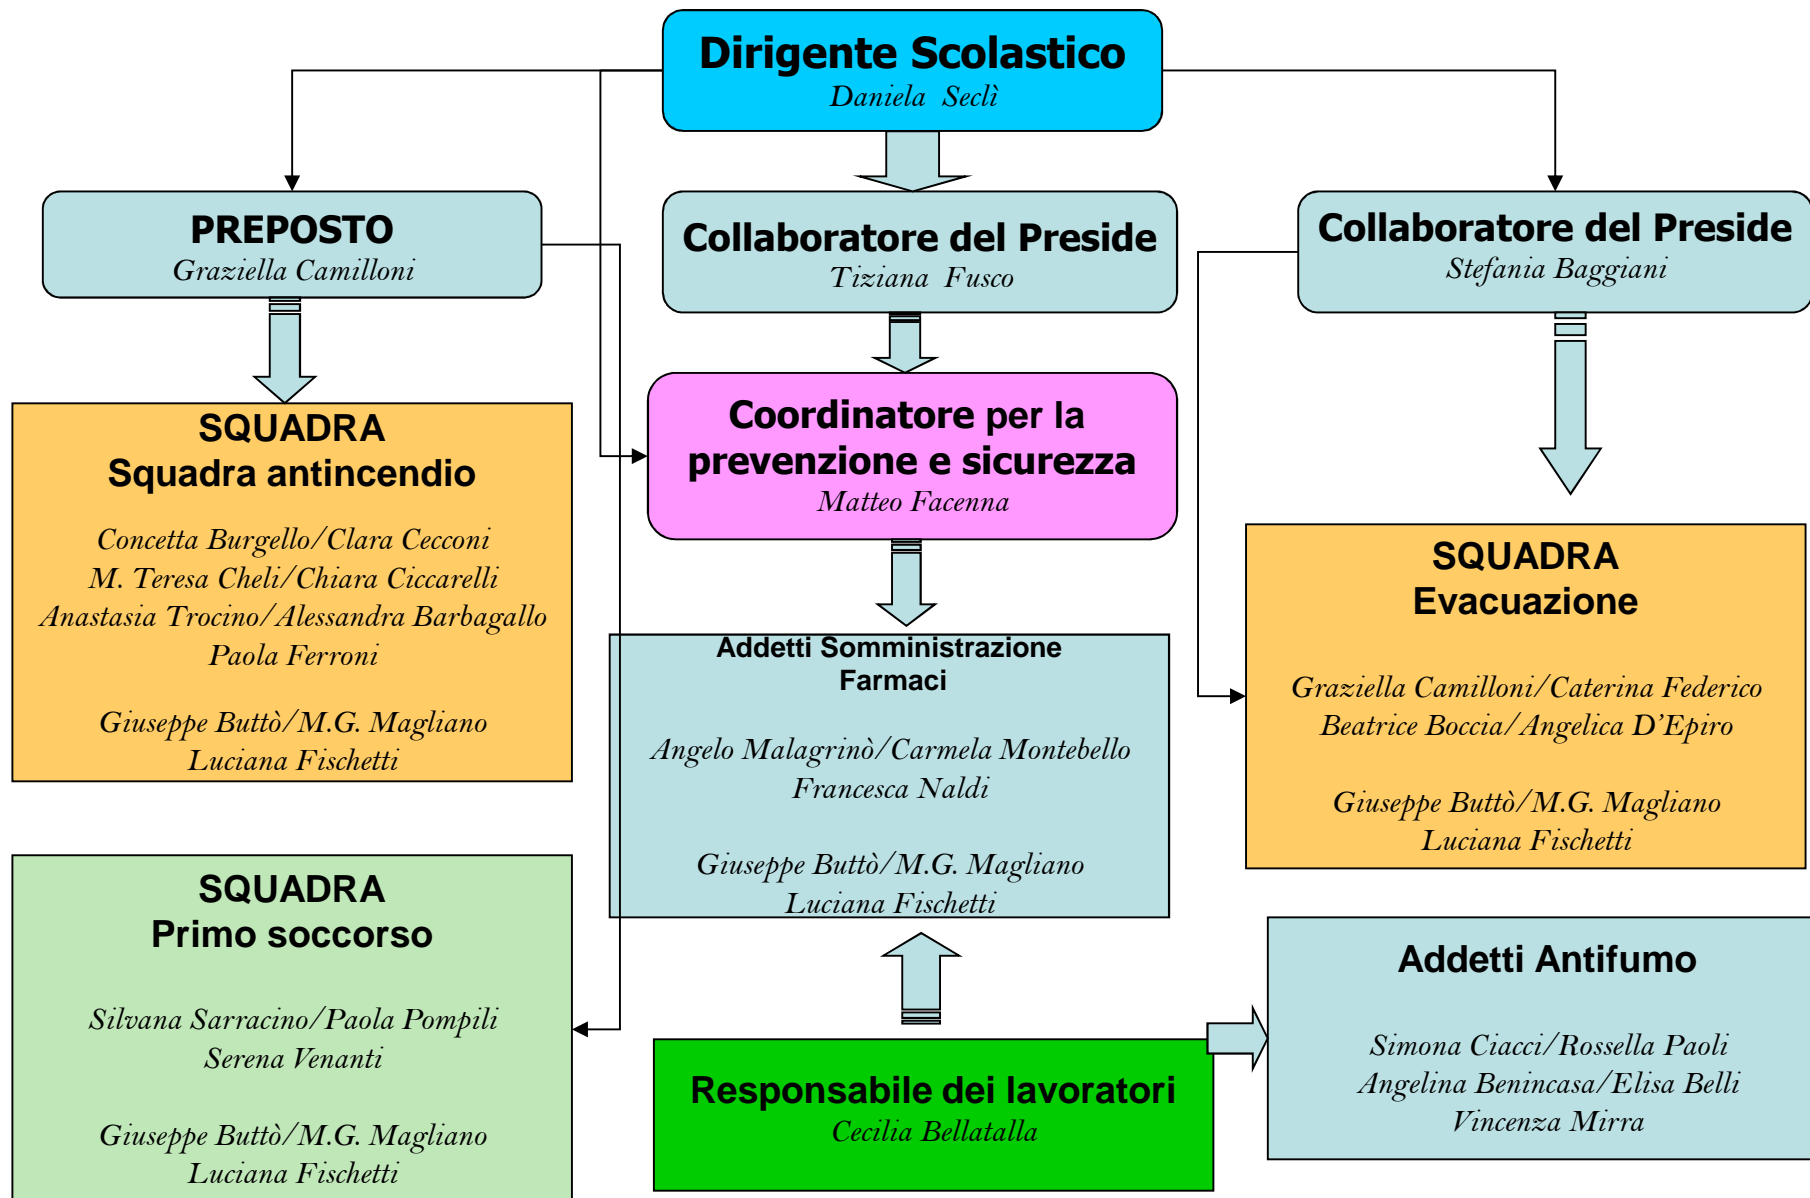 Dirigente Scolastico
Daniela Seclì
PREPOSTO
Graziella Camilloni
Collaboratore del Preside
Tiziana Fusco
Collaboratore del Preside
Stefania Baggiani
SQUADRA
Squadra antincendio
Concetta Burgello/Clara Cecconi
M. Teresa Cheli/Chiara Ciccarelli
Anastasia Trocino/Alessandra Barbagallo
Paola Ferroni
Giuseppe Buttò/M.G. Magliano
Luciana Fischetti
Coordinatore per la
prevenzione e sicurezza
Matteo Facenna
SQUADRA
Evacuazione
Graziella Camilloni/Caterina Federico
Beatrice Boccia/Angelica D'Epiro
Giuseppe Buttò/M.G. Magliano
Luciana Fischetti
Addetti Somministrazione
Farmaci
Angelo Malagrinò/Carmela Montebello
Francesca Naldi
Giuseppe Buttò/M.G. Magliano
Luciana Fischetti
SQUADRA
Primo soccorso
Silvana Sarracino/Paola Pompili
Serena Venanti
Giuseppe Buttò/M.G. Magliano
Luciana Fischetti
Responsabile dei lavoratori
Cecilia Bellatalla
Addetti Antifumo
Simona Ciacci/Rossella Paoli
Angelina Benincasa/Elisa Belli
Vincenza Mirra